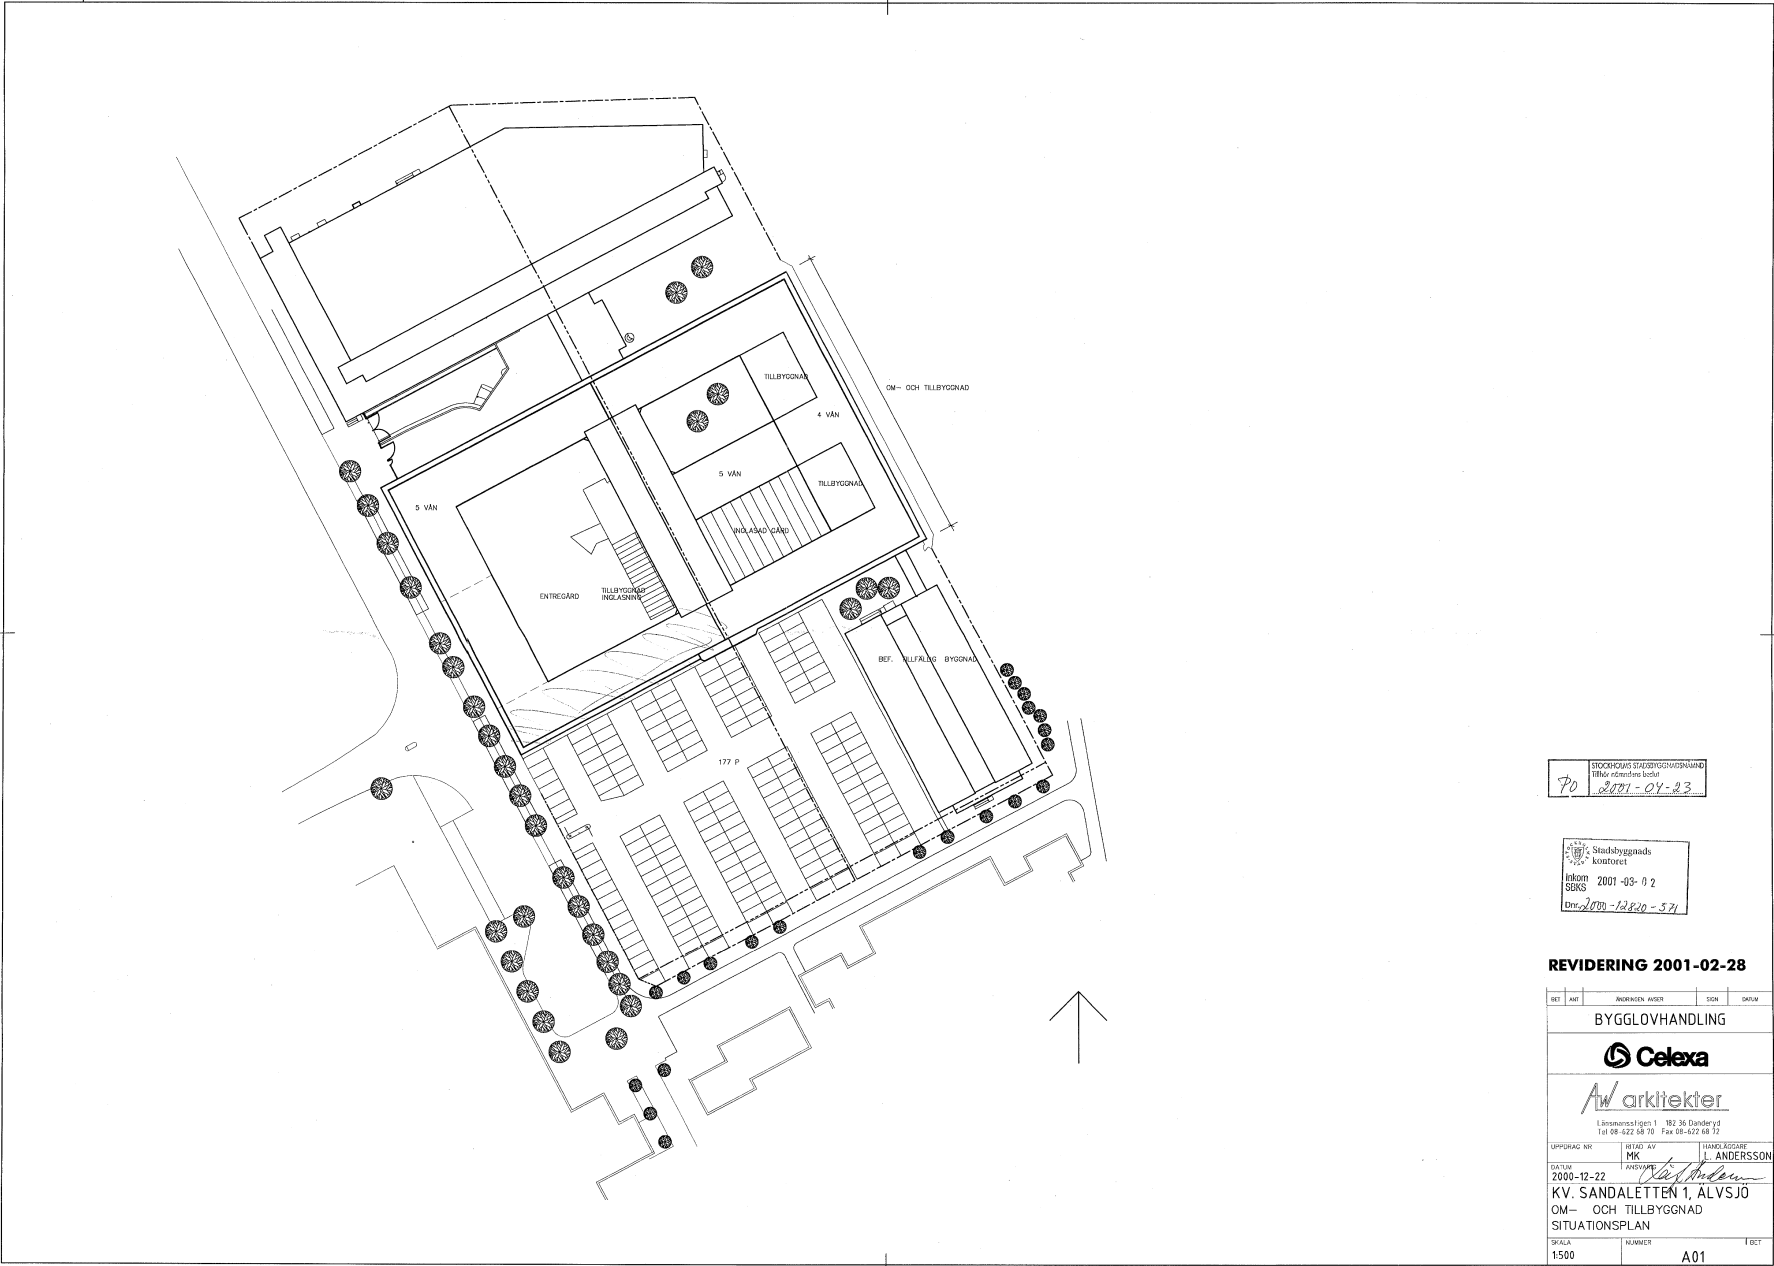 OM- OCH TILLBYGGNAD
TILLBYGGNAD
4 VÅN
5 VÅN
TILLBYGGNAD
5 VÅN
INGLASAD GÅRD
ENTREGÅRD
TILLBYGGNAD
INGLASNING
BEF. TILLFÄLLIG BYGGNAD
177 P
STOCKHOLMS STADSBYGGNADSNÄMND
Tillhör nämndens beslut
PO 2001-04-23
Stadsbyggnads
kontoret
Inkom
SBKS 2001 -03- 0 2
Dnr. 2000-12820-571
REVIDERING 2001-02-28
BET ANT ÄNDRINGEN AVSER SIGN DATUM
BYGGLOVHANDLING
Celexa
AW arkitekter
Länsmansstigen 1 182 36 Danderyd
Tel 08-622 68 70 Fax 08-622 68 72
UPPDRAG NR RITAD AV HANDLÄGGARE
MK L. ANDERSSON
DATUM ANSVARIG
2000-12-22
KV. SANDALETTEN 1, ÄLVSJÖ
OM- OCH TILLBYGGNAD
SITUATIONSPLAN
SKALA NUMMER BET
1:500 A01